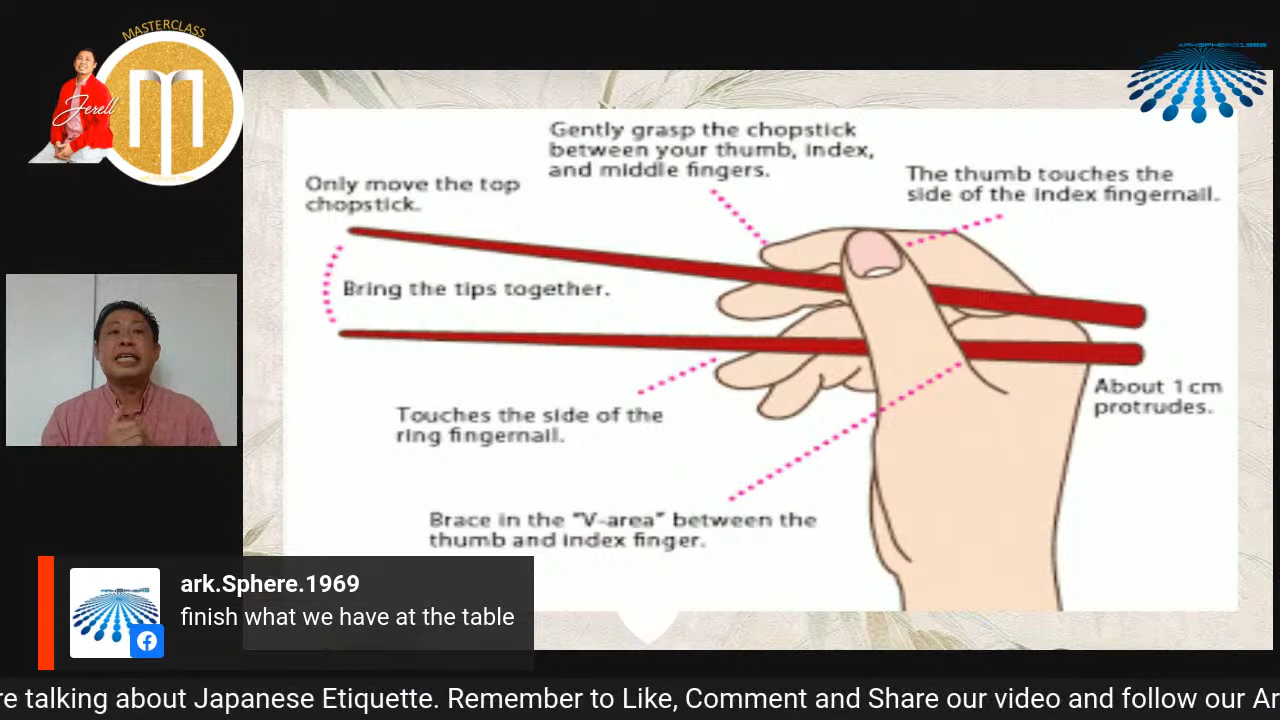 MASTERCLASS
Jerell
M
ARKSPHERE1969
Gently grasp the chopstick
between your thumb, index,
and middle fingers.
The thumb touches the
side of the index fingernail.
Only move the top
chopstick.
Bring the tips together.
About 1 cm
protrudes.
Touches the side of the
ring fingernail.
Brace in the "V-area" between the
thumb and index finger.
ark.Sphere.1969
finish what we have at the table
re talking about Japanese Etiquette. Remember to Like, Comment and Share our video and follow our Ar